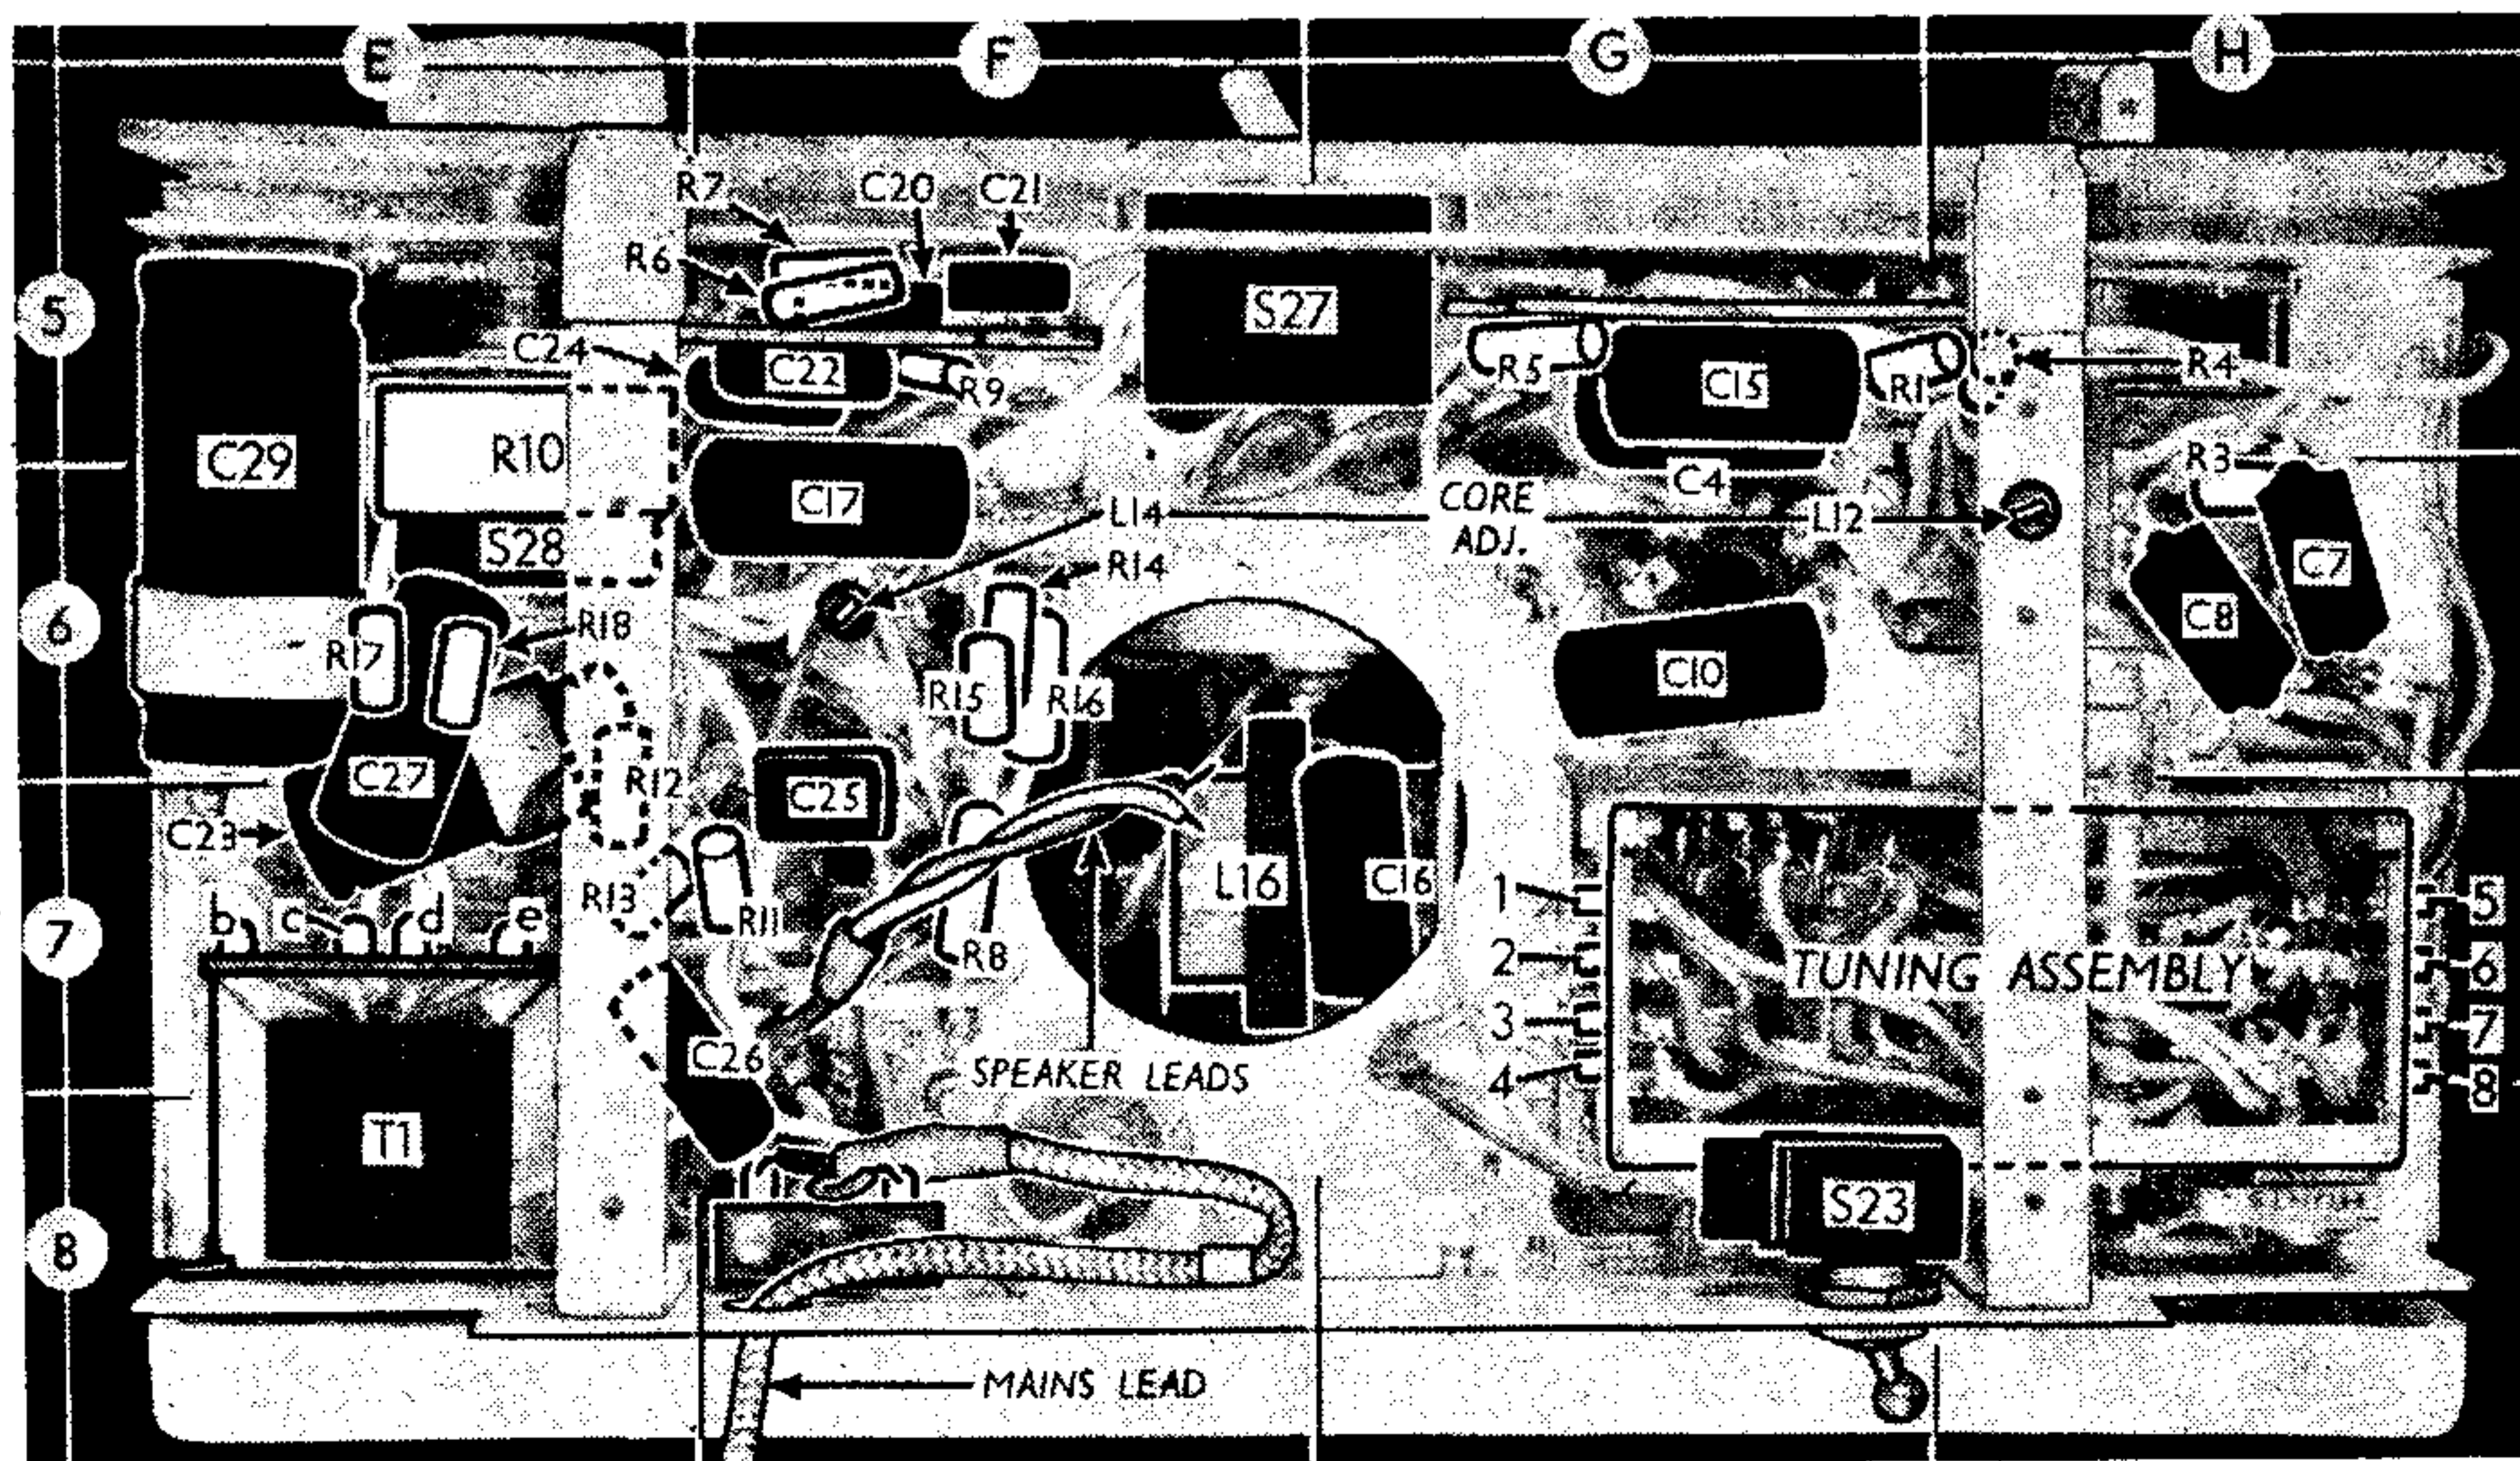 E F G H
R7 C20 C21
R6
5 S27
C24 C22 R9 R5 C15 R1 R4
C29 R10 C17 C4 R3
L14 CORE ADJ. L12
S28 R14 C7
6 R18 C8
R17 R15 R16 C10
C27 R12 C25
C23
R13 R11 L16 C16 1 5
b c d e
7 R8 2 TUNING ASSEMBLY 6
3 7
C26 SPEAKER LEADS 4 8
T1
8 S23
MAINS LEAD